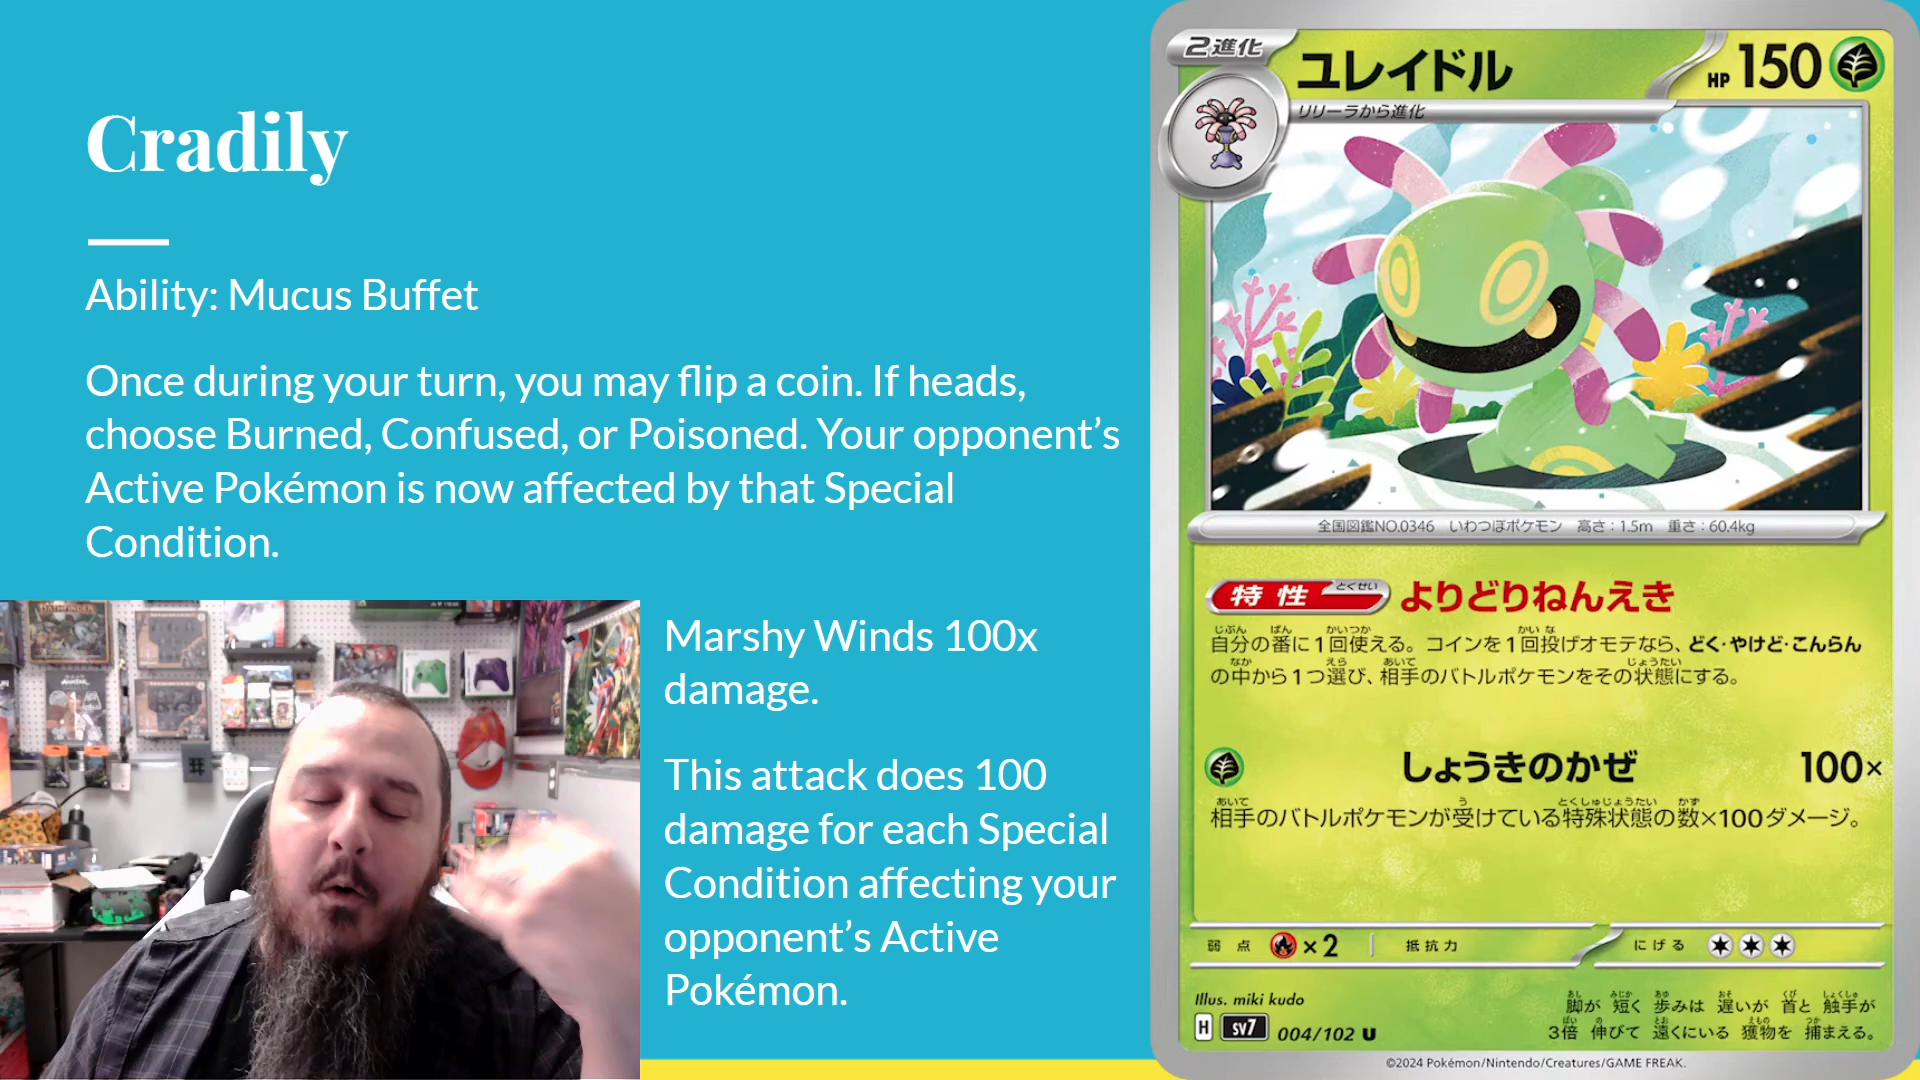 Cradily
Ability: Mucus Buffet
Once during your turn, you may flip a coin. If heads,
choose Burned, Confused, or Poisoned. Your opponent’s
Active Pokémon is now affected by that Special
Condition.
Marshy Winds 100x
damage.
This attack does 100
damage for each Special
Condition affecting your
opponent’s Active
Pokémon.
2進化
ユレイドル
HP 150
リリーラから進化
全国図鑑NO.0346 いわつぼポケモン 高さ：1.5m 重さ：60.4kg
特性 とくせい よりどりねんえき
自分の番に1回使える。コインを1回投げオモテなら、どく・やけど・こんらん
の中から1つ選び、相手のバトルポケモンをその状態にする。
しょうきのかぜ 100×
相手のバトルポケモンが受けている特殊状態の数×100ダメージ。
弱点 ×2 抵抗力 にげる
Illus. miki kudo
H sv7 004/102 U
脚が 短く 歩みは 遅いが 首と 触手が
3倍 伸びて 遠くにいる 獲物を 捕まえる。
©2024 Pokémon/Nintendo/Creatures/GAME FREAK.